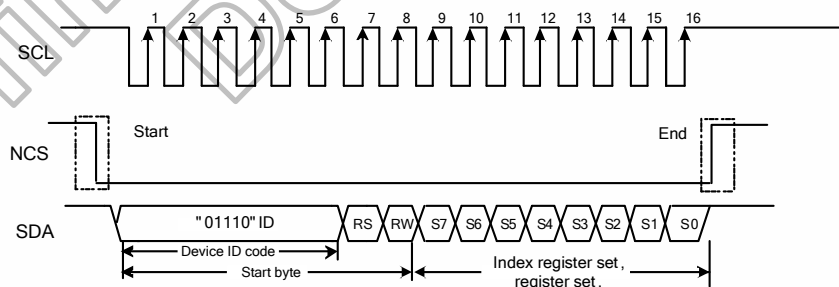 1 2 3 4 5 6 7 8 9 10 11 12 13 14 15 16
SCL
Start
End
NCS
SDA
"01110" ID
RS
RW
S7
S6
S5
S4
S3
S2
S1
S0
Device ID code
Start byte
Index register set ,
register set ,